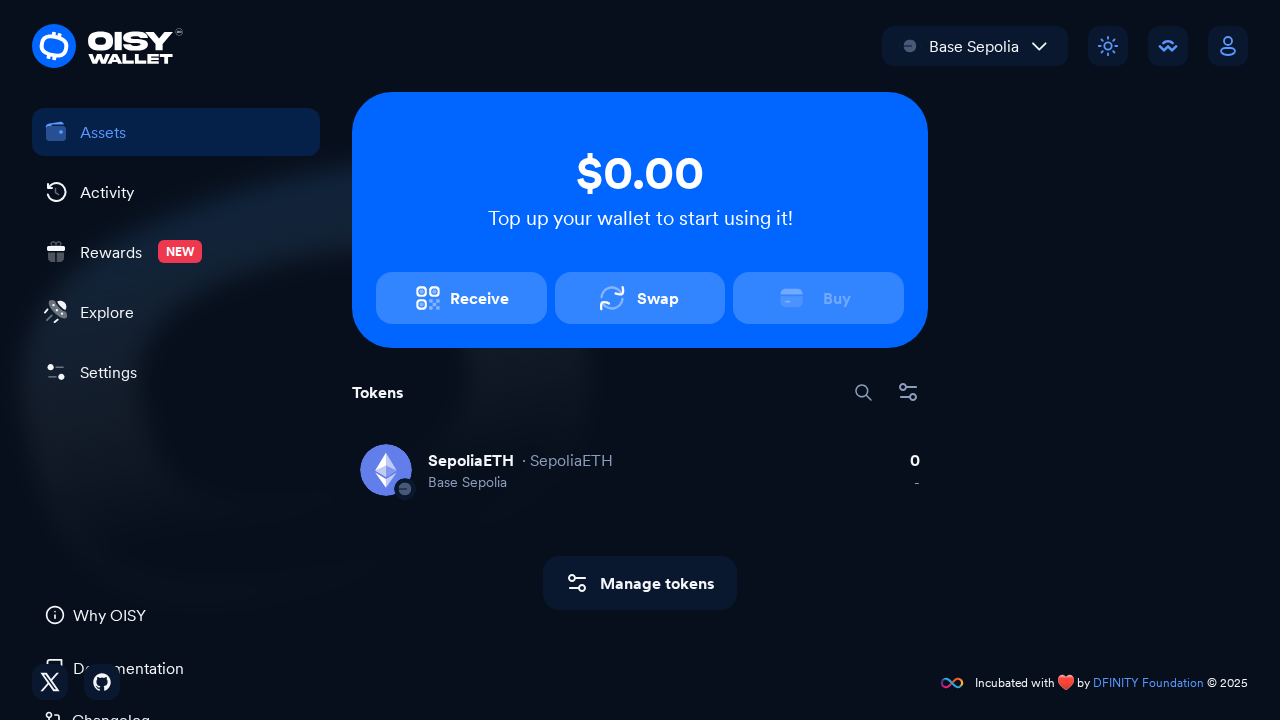 OISY
WALLET
Base Sepolia
Assets
Activity
Rewards NEW
Explore
Settings
$0.00
Top up your wallet to start using it!
Receive
Swap
Buy
Tokens
SepoliaETH · SepoliaETH
0
Base Sepolia
-
Manage tokens
Why OISY
Documentation
Changelog
Incubated with ❤️ by DFINITY Foundation © 2025